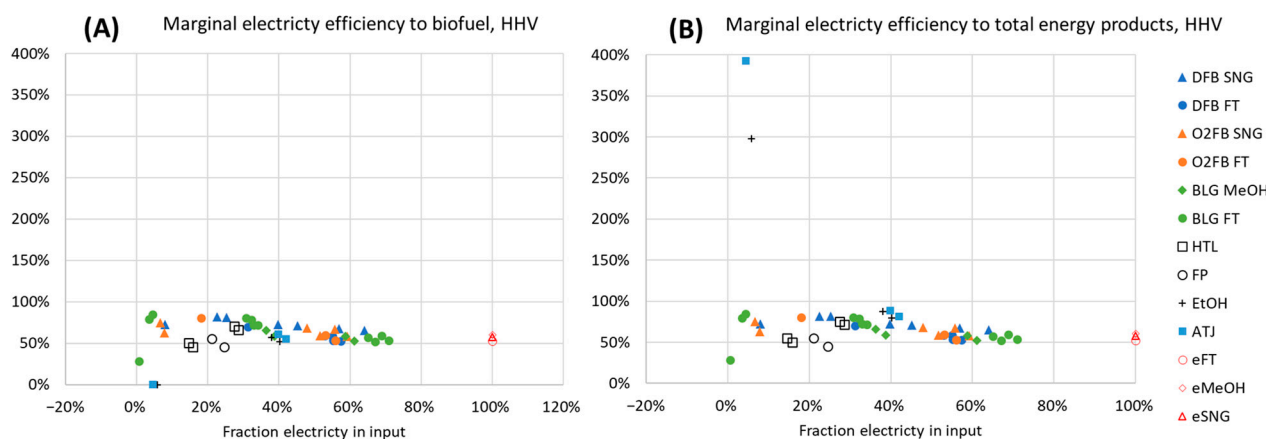 (A) Marginal electricty efficiency to biofuel, HHV
400%
350%
300%
250%
200%
150%
100%
50%
0%
−20% 0% 20% 40% 60% 80% 100% 120%
Fraction electricty in input
(B) Marginal electricty efficiency to total energy products, HHV
400%
350%
300%
250%
200%
150%
100%
50%
0%
−20% 0% 20% 40% 60% 80% 100%
Fraction electricty in input
DFB SNG
DFB FT
O2FB SNG
O2FB FT
BLG MeOH
BLG FT
HTL
FP
EtOH
ATJ
eFT
eMeOH
eSNG